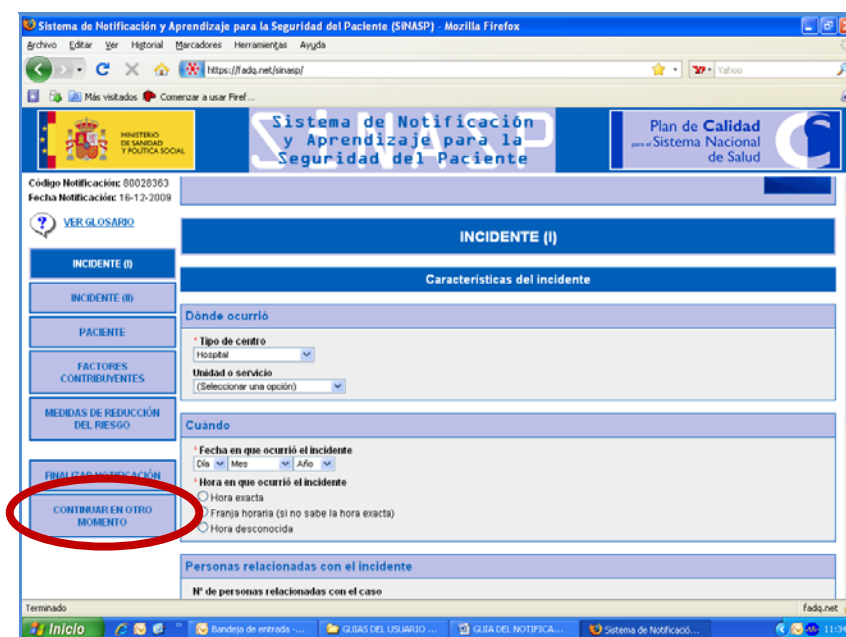 Sistema de Notificación y Aprendizaje para la Seguridad del Paciente (SiNASP) - Mozilla Firefox
Archivo Editar Ver Historial Marcadores Herramientas Ayuda
https://fadq.net/sinasp/
Yahoo
Más visitados Comenzar a usar Firef...
MINISTERIO
DE SANIDAD
Y POLÍTICA SOCIAL
SiNASP
Sistema de Notificación
y Aprendizaje para la
Seguridad del Paciente
Plan de Calidad
para el Sistema Nacional
de Salud
Código Notificación: 80028363
Fecha Notificación: 16-12-2009
VER GLOSARIO
INCIDENTE (I)
INCIDENTE (II)
PACIENTE
FACTORES
CONTRIBUYENTES
MEDIDAS DE REDUCCIÓN
DEL RIESGO
FINALIZAR NOTIFICACIÓN
CONTINUAR EN OTRO
MOMENTO
INCIDENTE (I)
Características del incidente
Dónde ocurrió
* Tipo de centro
Hospital
Unidad o servicio
(Seleccionar una opción)
Cuándo
* Fecha en que ocurrió el incidente
Día Mes Año
* Hora en que ocurrió el incidente
Hora exacta
Franja horaria (si no sabe la hora exacta)
Hora desconocida
Personas relacionadas con el incidente
Nº de personas relacionadas con el caso
Terminado
fadq.net
Inicio
Bandeja de entrada -...
GUIAS DEL USUARIO ...
GUIA DEL NOTIFICA...
Sistema de Notificació...